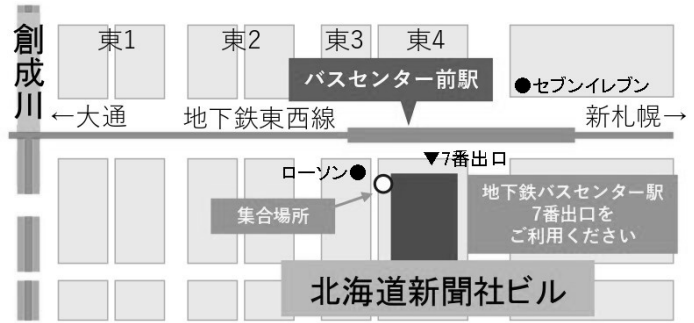 創成川
東1
東2
東3
東4
バスセンター前駅
●セブンイレブン
←大通
地下鉄東西線
新札幌→
▼7番出口
ローソン●
集合場所
地下鉄バスセンター駅
7番出口を
ご利用ください
北海道新聞社ビル